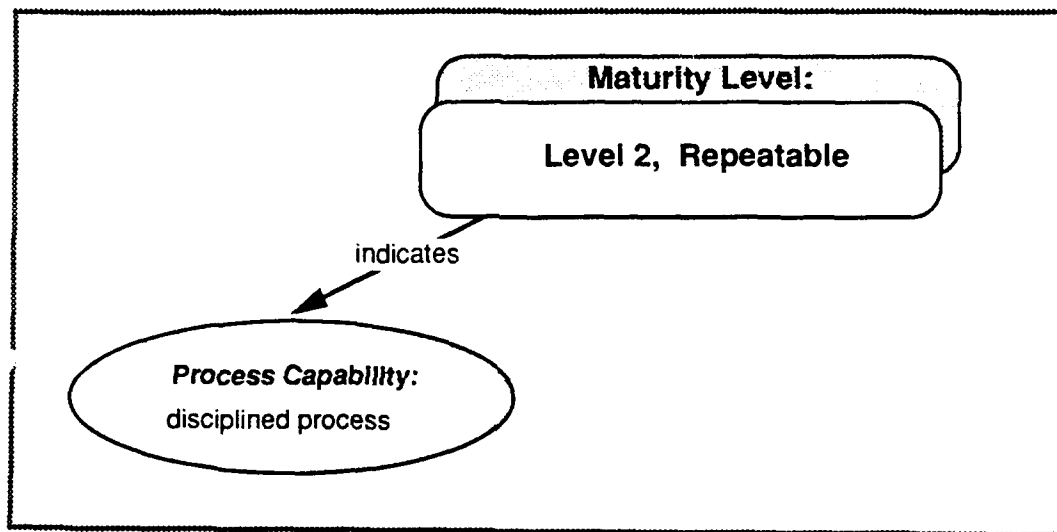 Maturity Level:
Level 2, Repeatable
indicates
Process Capability:
disciplined process